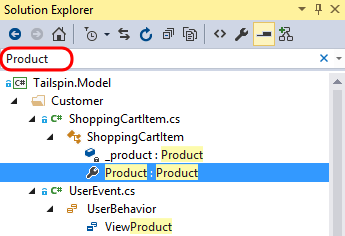 Solution Explorer
Product
C# Tailspin.Model
Customer
C# ShoppingCartItem.cs
ShoppingCartItem
_product : Product
Product : Product
C# UserEvent.cs
UserBehavior
ViewProduct